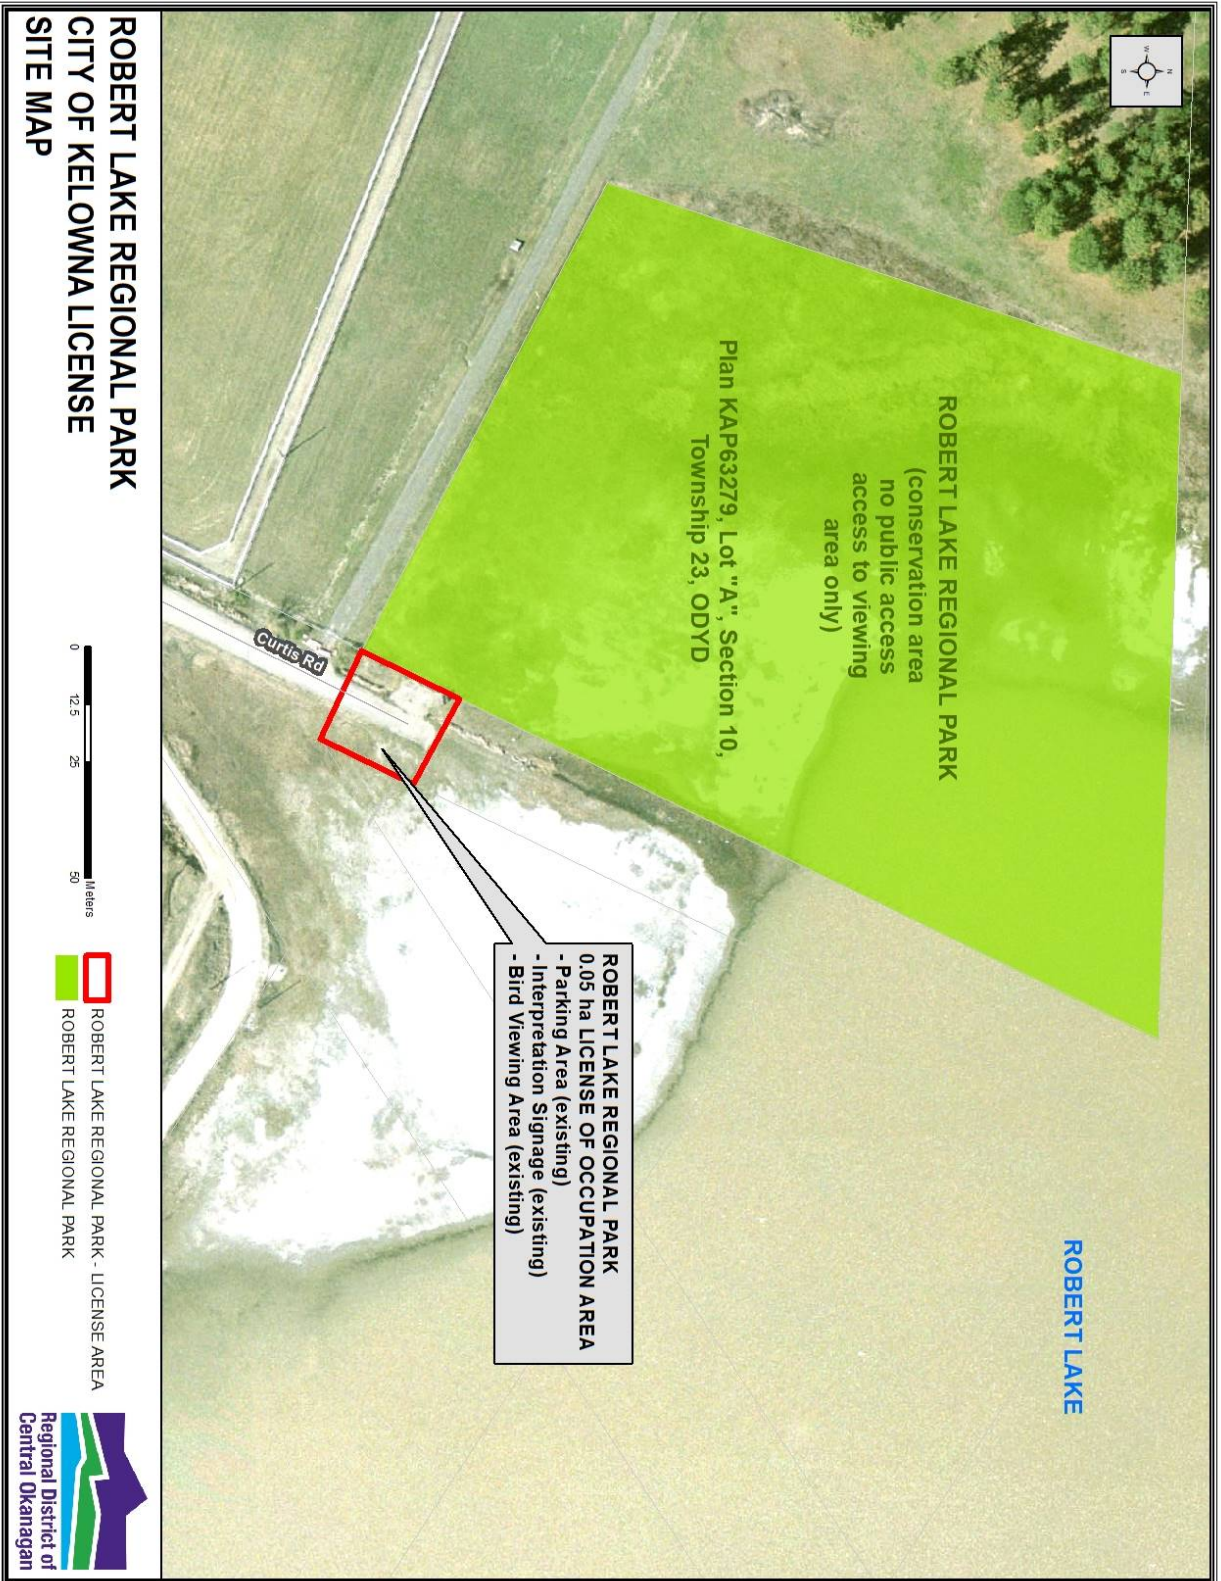 N
W
E
S
ROBERT LAKE REGIONAL PARK
(conservation area
no public access
access to viewing
area only)
Plan KAP63279, Lot "A", Section 10,
Township 23, ODYD
ROBERT LAKE
ROBERT LAKE REGIONAL PARK
0.05 ha LICENSE OF OCCUPATION AREA
- Parking Area (existing)
- Interpretation Signage (existing)
- Bird Viewing Area (existing)
Curtis Rd
ROBERT LAKE REGIONAL PARK
CITY OF KELOWNA LICENSE
SITE MAP
0 12.5 25 50
Meters
ROBERT LAKE REGIONAL PARK - LICENSE AREA
ROBERT LAKE REGIONAL PARK
Regional District of
Central Okanagan